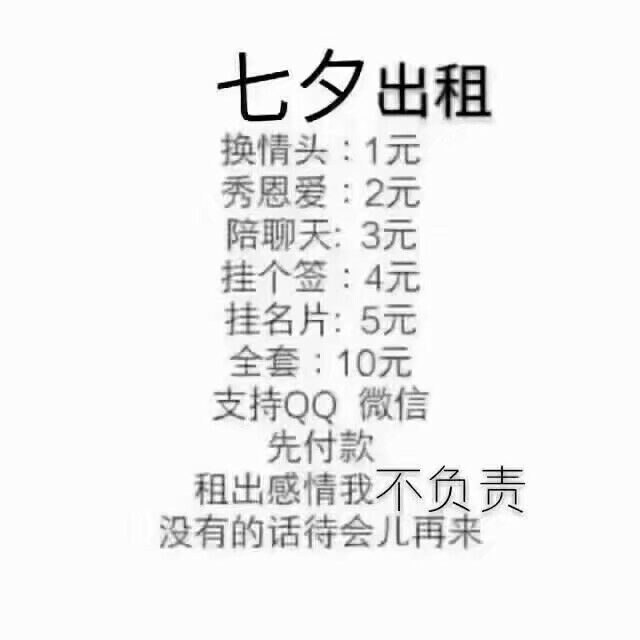 七夕出租
换情头：1元
秀恩爱：2元
陪聊天: 3元
挂个签：4元
挂名片: 5元
全套：10元
支持QQ 微信
先付款
租出感情我不负责
没有的话待会儿再来